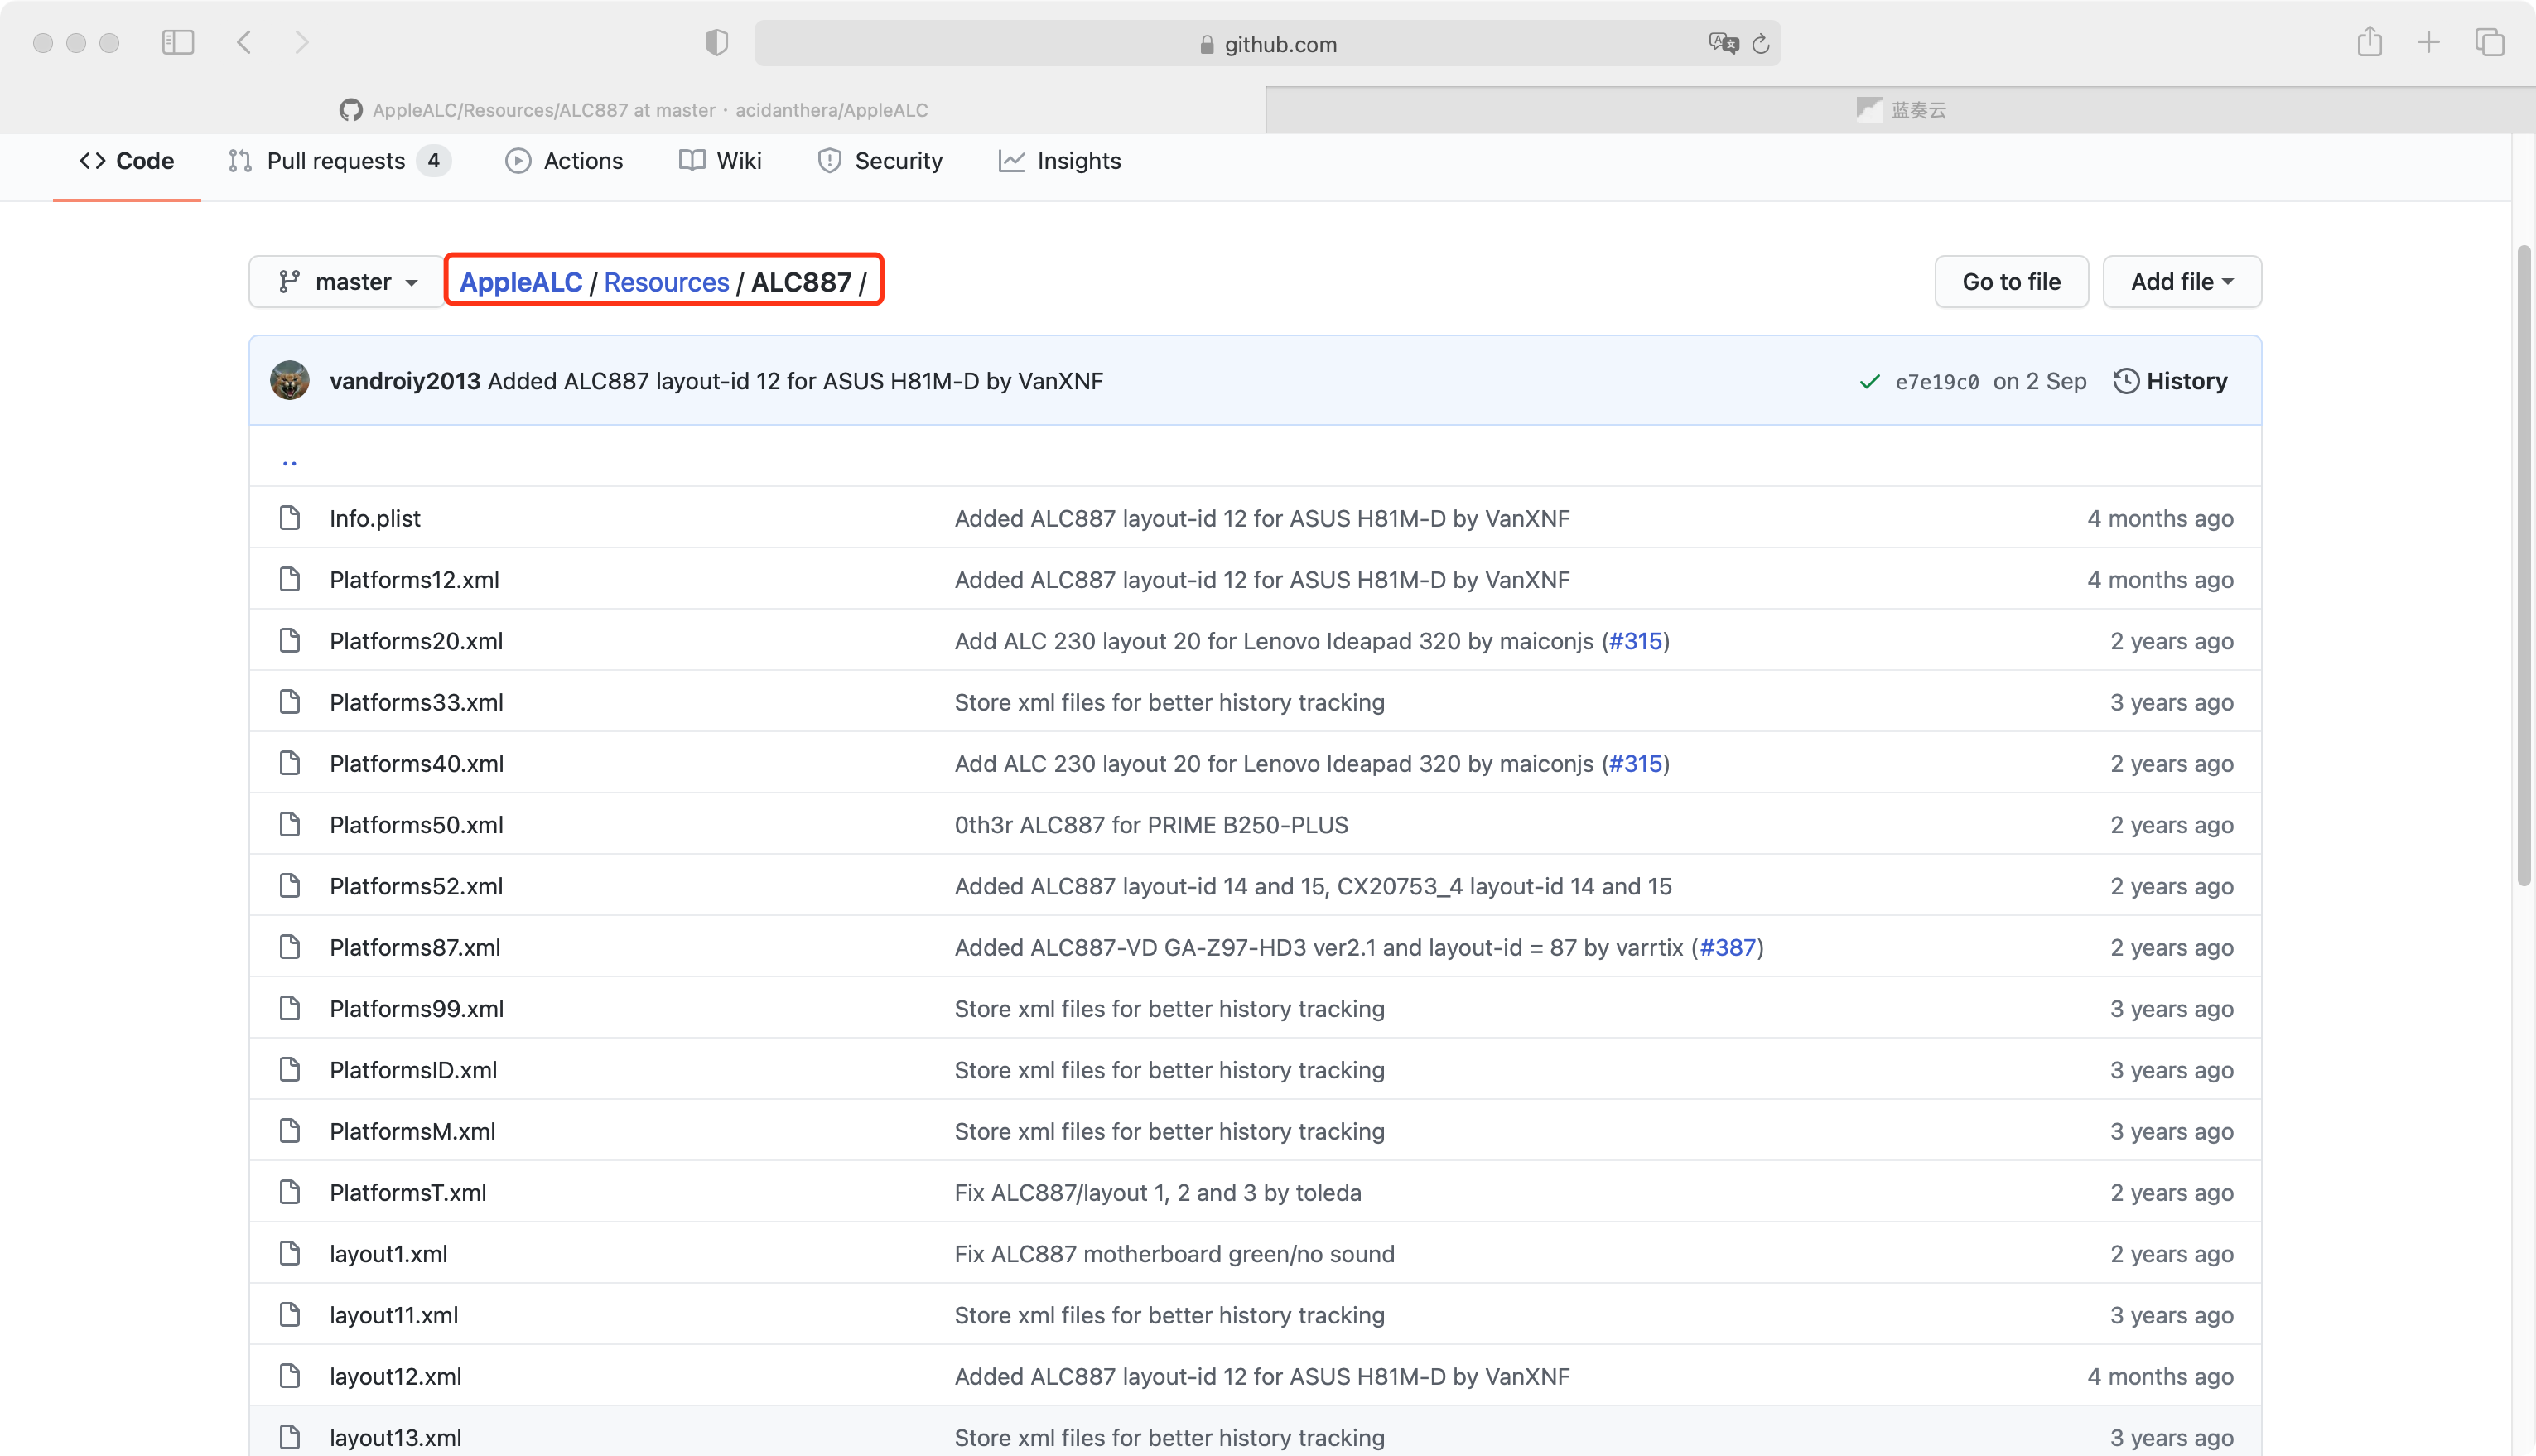 github.com
AppleALC/Resources/ALC887 at master · acidanthera/AppleALC
蓝奏云
Code
Pull requests 4
Actions
Wiki
Security
Insights
master
AppleALC / Resources / ALC887 /
Go to file
Add file
vandroiy2013 Added ALC887 layout-id 12 for ASUS H81M-D by VanXNF
e7e19c0 on 2 Sep
History
..
Info.plist Added ALC887 layout-id 12 for ASUS H81M-D by VanXNF 4 months ago
Platforms12.xml Added ALC887 layout-id 12 for ASUS H81M-D by VanXNF 4 months ago
Platforms20.xml Add ALC 230 layout 20 for Lenovo Ideapad 320 by maiconjs (#315) 2 years ago
Platforms33.xml Store xml files for better history tracking 3 years ago
Platforms40.xml Add ALC 230 layout 20 for Lenovo Ideapad 320 by maiconjs (#315) 2 years ago
Platforms50.xml 0th3r ALC887 for PRIME B250-PLUS 2 years ago
Platforms52.xml Added ALC887 layout-id 14 and 15, CX20753_4 layout-id 14 and 15 2 years ago
Platforms87.xml Added ALC887-VD GA-Z97-HD3 ver2.1 and layout-id = 87 by varrtix (#387) 2 years ago
Platforms99.xml Store xml files for better history tracking 3 years ago
PlatformsID.xml Store xml files for better history tracking 3 years ago
PlatformsM.xml Store xml files for better history tracking 3 years ago
PlatformsT.xml Fix ALC887/layout 1, 2 and 3 by toleda 2 years ago
layout1.xml Fix ALC887 motherboard green/no sound 2 years ago
layout11.xml Store xml files for better history tracking 3 years ago
layout12.xml Added ALC887 layout-id 12 for ASUS H81M-D by VanXNF 4 months ago
layout13.xml Store xml files for better history tracking 3 years ago